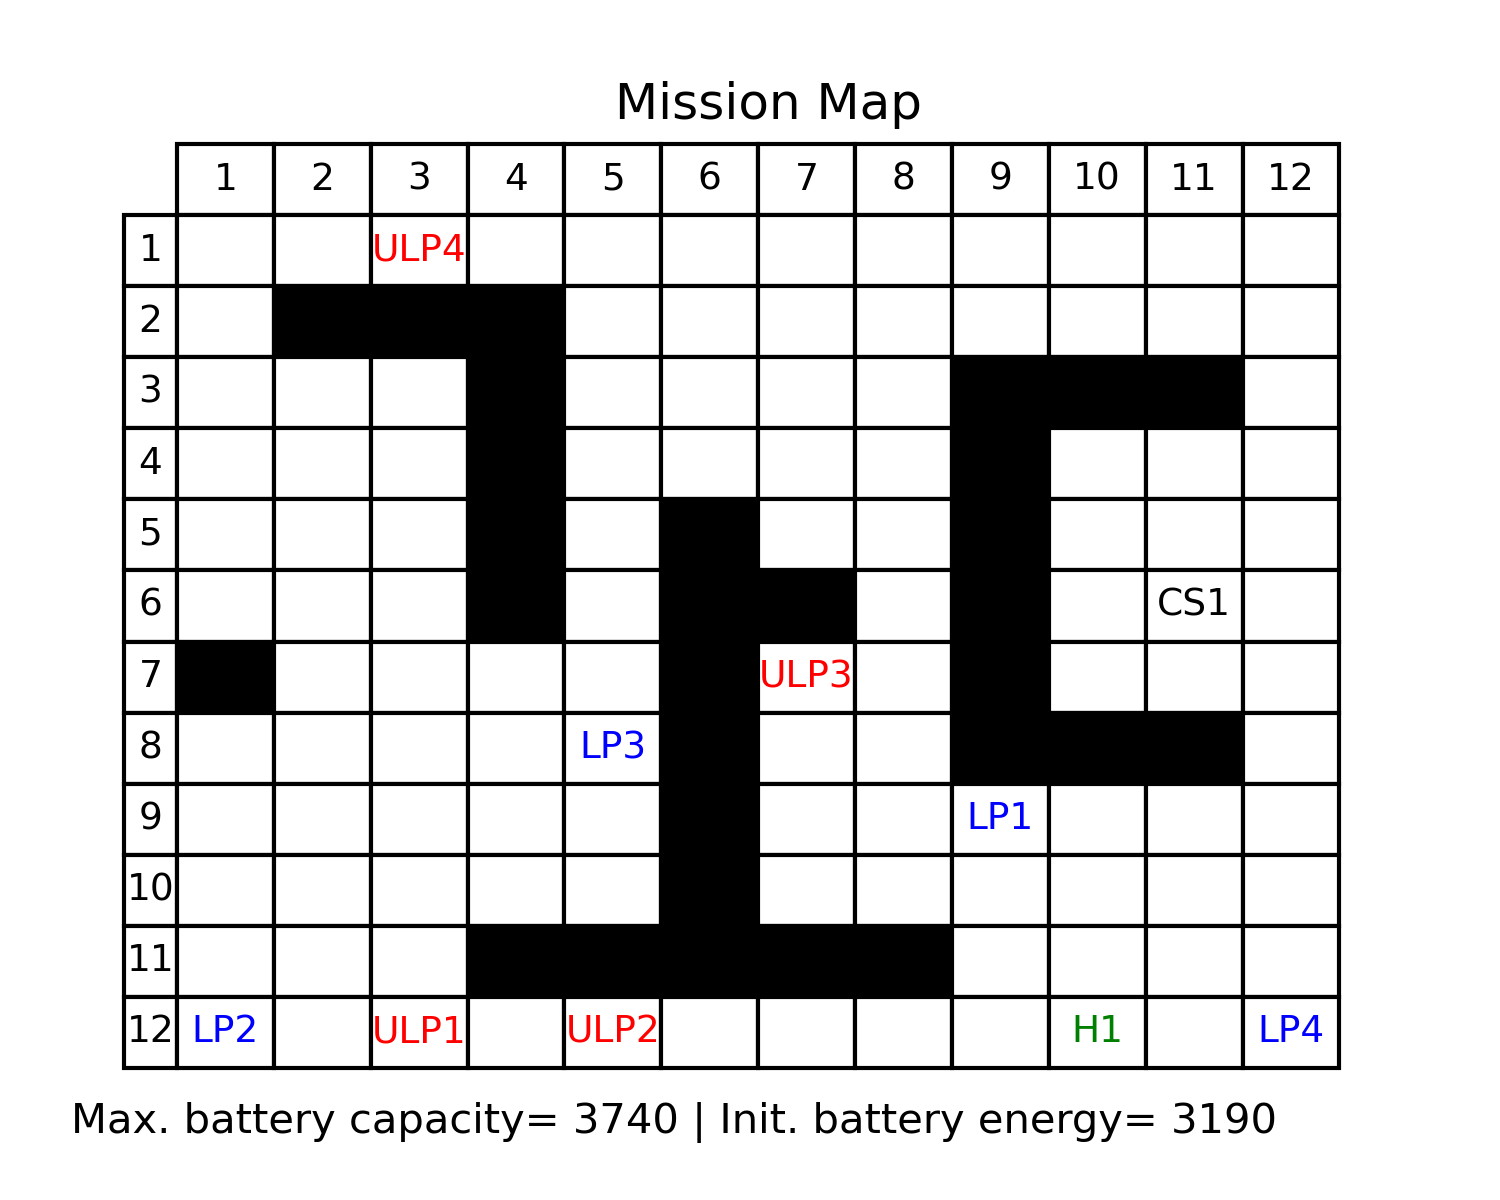 Mission Map
1 2 3 4 5 6 7 8 9 10 11 12
1 ULP4
2
3
4
5
6 CS1
7 ULP3
8 LP3
9 LP1
10
11
12 LP2 ULP1 ULP2 H1 LP4
Max. battery capacity= 3740 | Init. battery energy= 3190